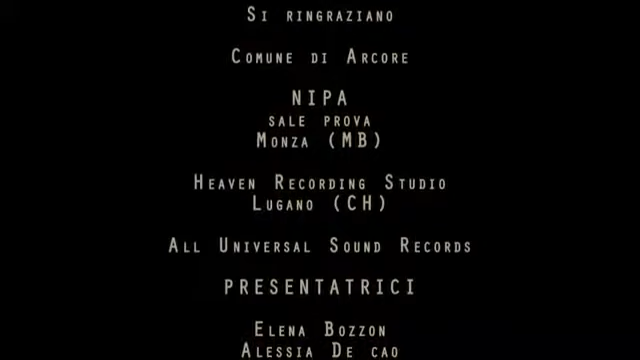 Si ringraziano
Comune di Arcore
NIPA
sale prova
Monza (MB)
Heaven Recording Studio
Lugano (CH)
All Universal Sound Records
PRESENTATRICI
Elena Bozzon
Alessia De cao